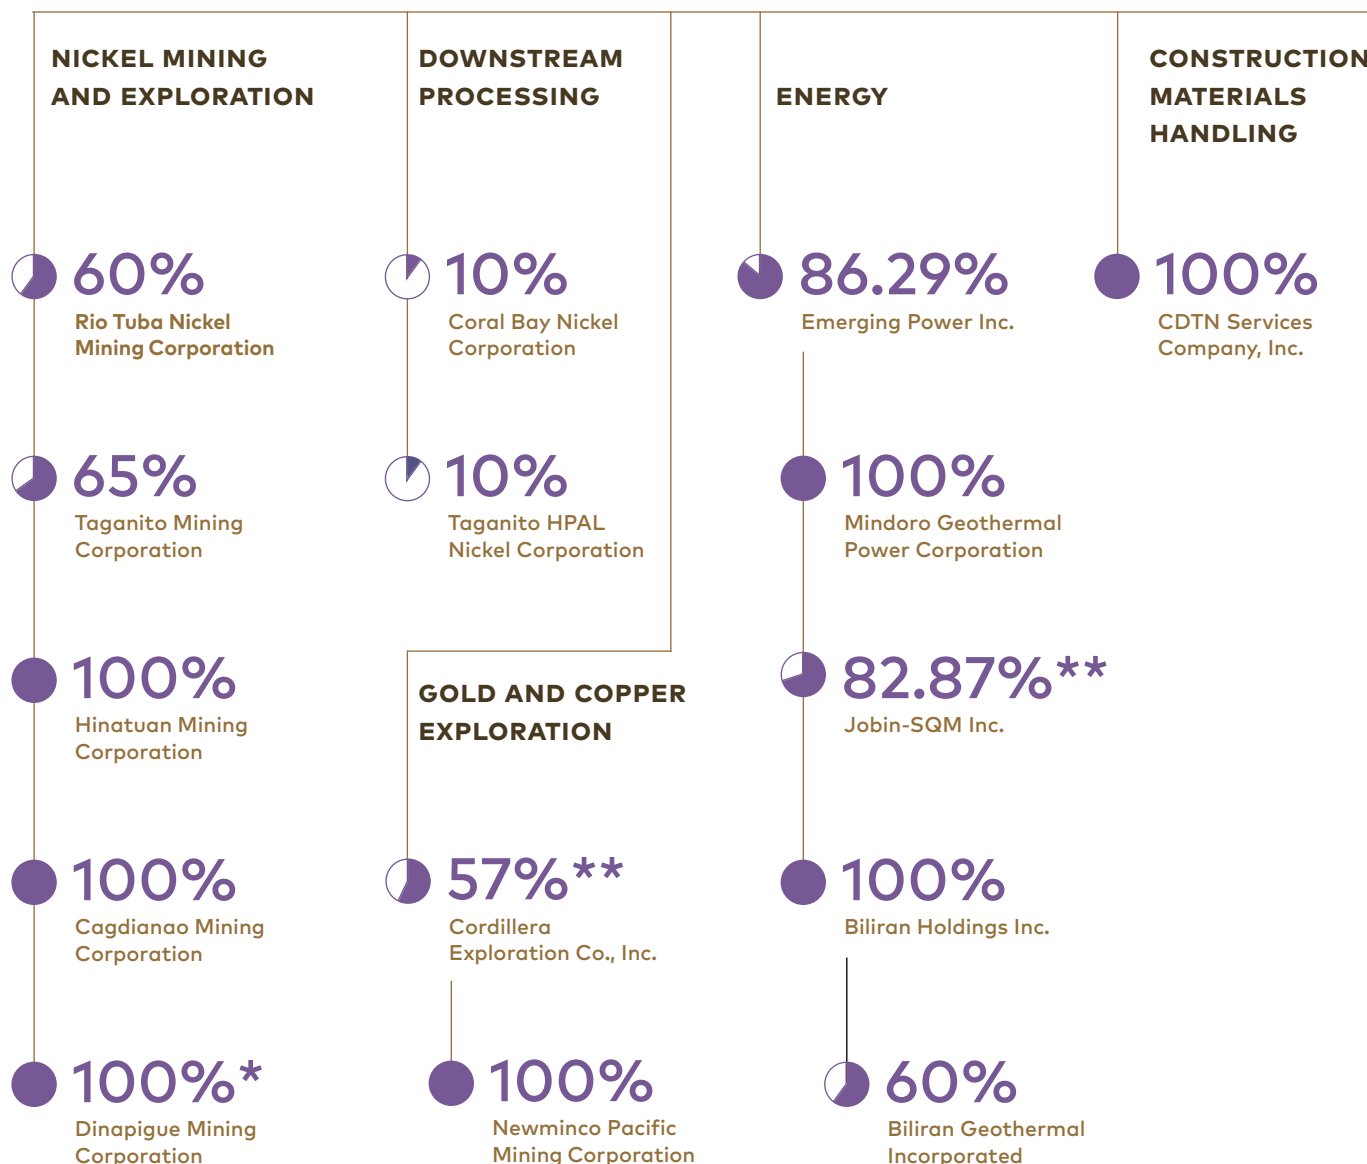 NICKEL MINING
AND EXPLORATION
60%
Rio Tuba Nickel
Mining Corporation
65%
Taganito Mining
Corporation
100%
Hinatuan Mining
Corporation
100%
Cagdianao Mining
Corporation
100%*
Dinapigue Mining
Corporation
DOWNSTREAM
PROCESSING
10%
Coral Bay Nickel
Corporation
10%
Taganito HPAL
Nickel Corporation
GOLD AND COPPER
EXPLORATION
57%**
Cordillera
Exploration Co., Inc.
100%
Newminco Pacific
Mining Corporation
ENERGY
86.29%
Emerging Power Inc.
100%
Mindoro Geothermal
Power Corporation
82.87%**
Jobin-SQM Inc.
100%
Biliran Holdings Inc.
60%
Biliran Geothermal
Incorporated
CONSTRUCTION
MATERIALS
HANDLING
100%
CDTN Services
Company, Inc.